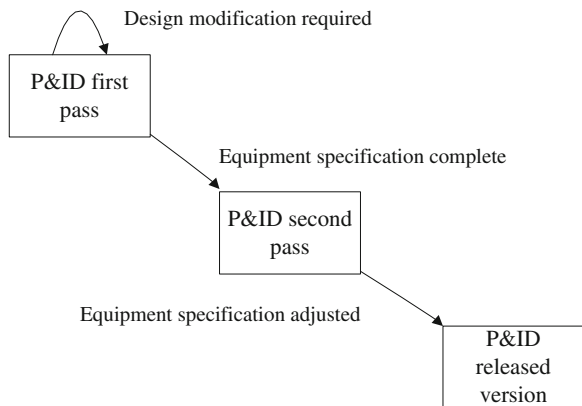 Design modification required
P&ID first
pass
Equipment specification complete
P&ID second
pass
Equipment specification adjusted
P&ID
released
version